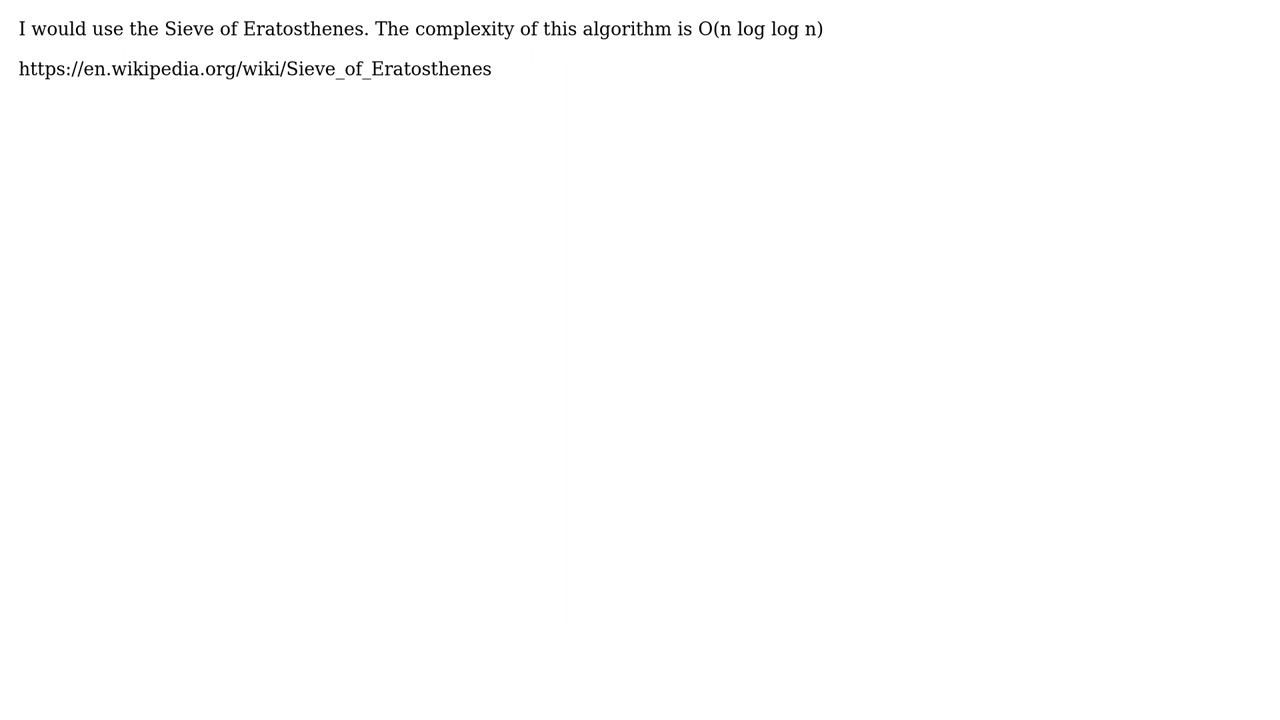 I would use the Sieve of Eratosthenes. The complexity of this algorithm is O(n log log n)
https://en.wikipedia.org/wiki/Sieve_of_Eratosthenes